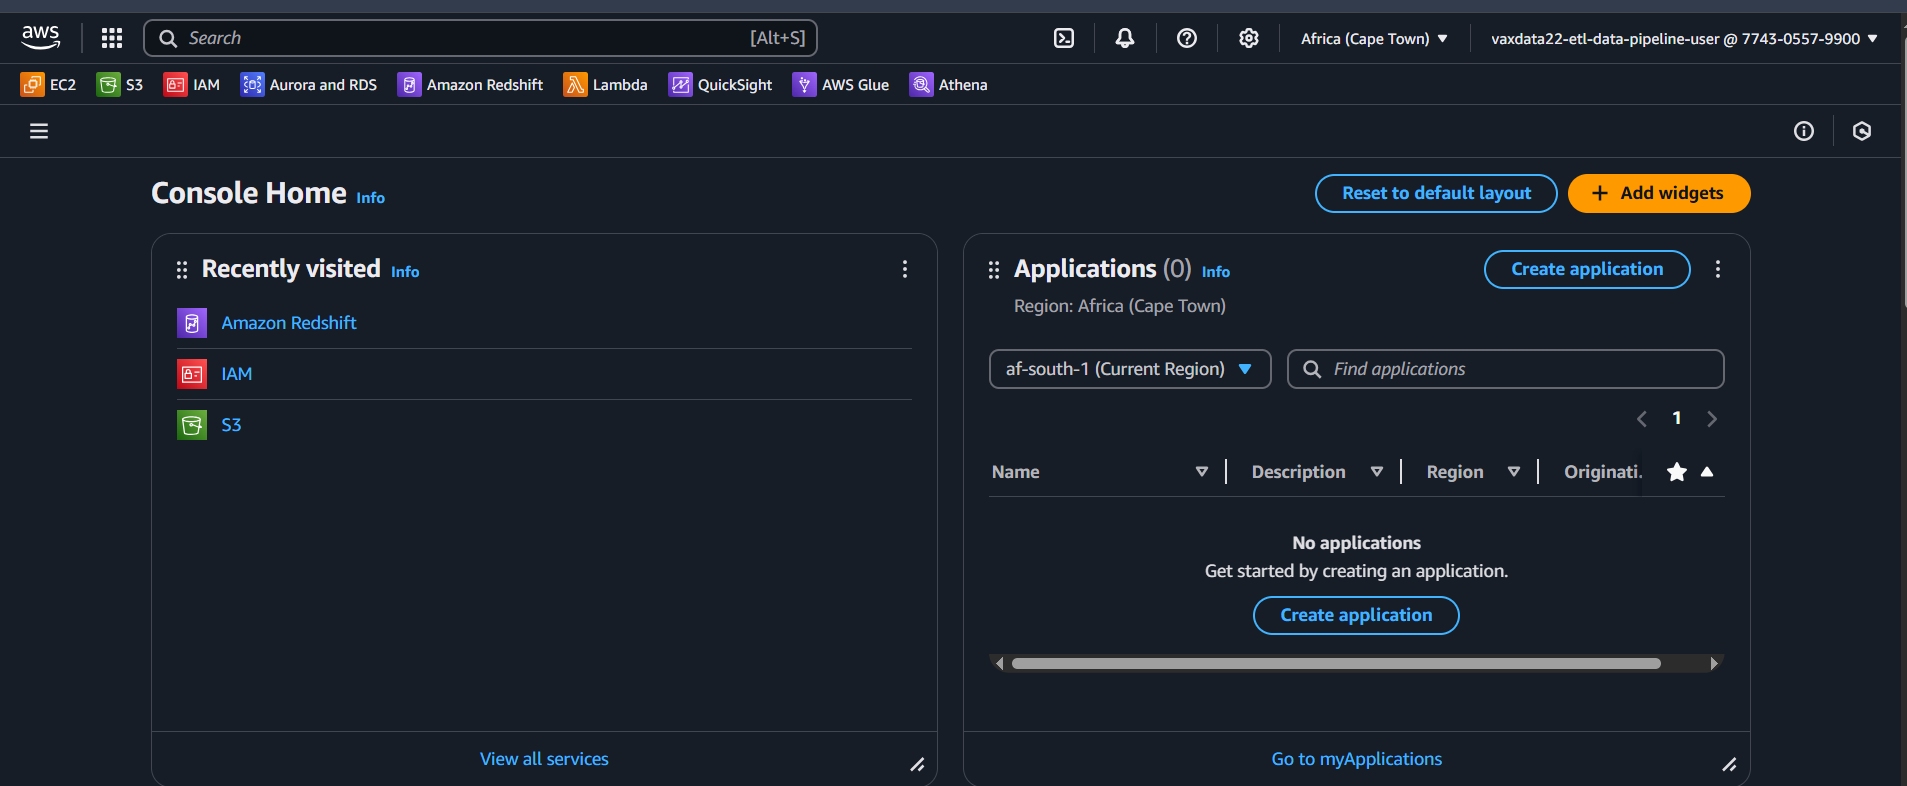 aws
Search [Alt+S]
Africa (Cape Town)
vaxdata22-etl-data-pipeline-user @ 7743-0557-9900
EC2 S3 IAM Aurora and RDS Amazon Redshift Lambda QuickSight AWS Glue Athena
Console Home Info
Reset to default layout
Add widgets
Recently visited Info
Amazon Redshift
IAM
S3
View all services
Applications (0) Info
Create application
Region: Africa (Cape Town)
af-south-1 (Current Region)
Find applications
1
Name Description Region Originati.
No applications
Get started by creating an application.
Create application
Go to myApplications